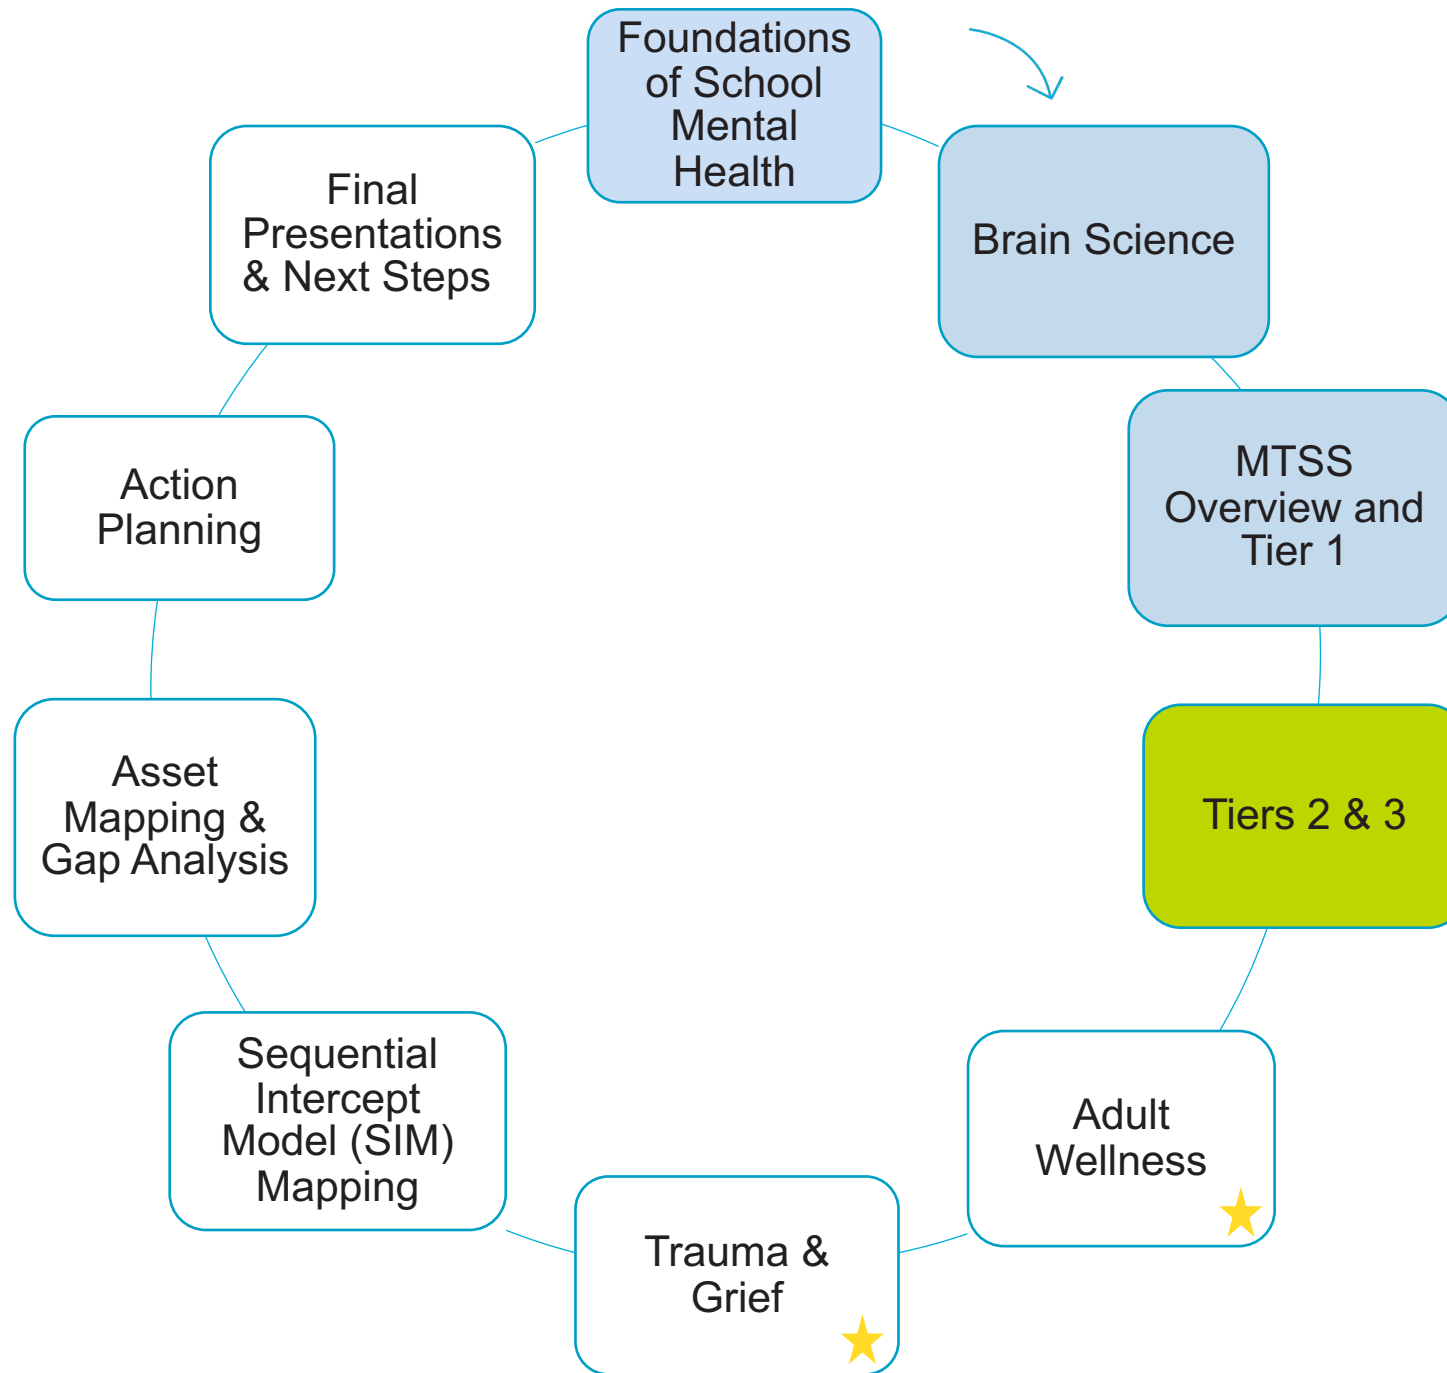 Foundations
of School
Mental
Health
Brain Science
MTSS
Overview and
Tier 1
Tiers 2 & 3
Adult
Wellness
Trauma &
Grief
Sequential
Intercept
Model (SIM)
Mapping
Asset
Mapping &
Gap Analysis
Action
Planning
Final
Presentations
& Next Steps